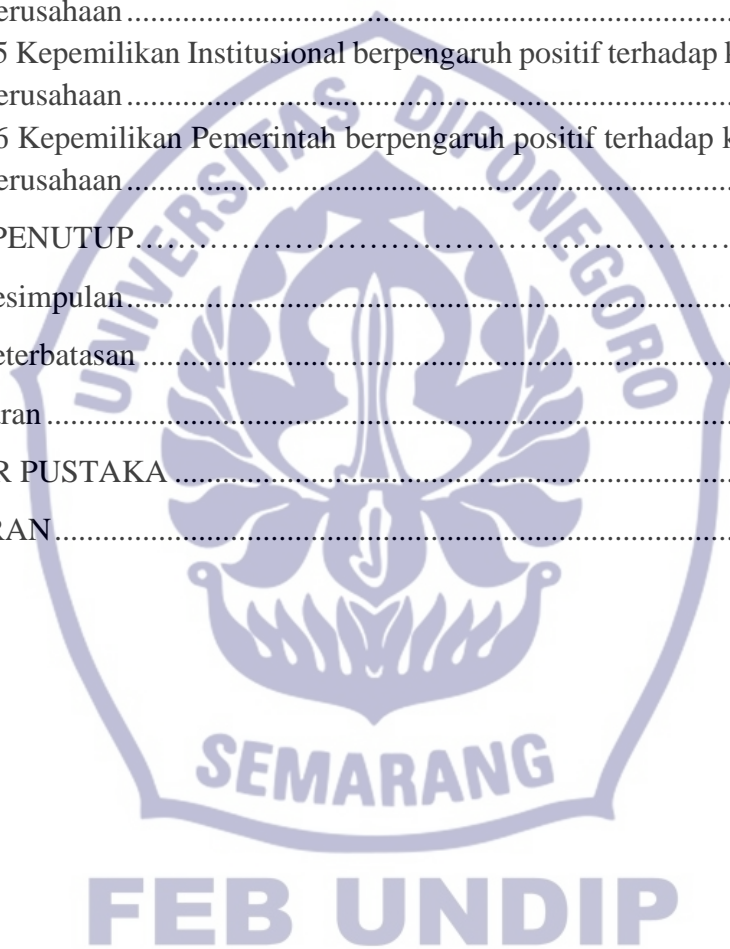 erusahaan ........................................................................
5 Kepemilikan Institusional berpengaruh positif terhadap k
erusahaan ........................................................................
6 Kepemilikan Pemerintah berpengaruh positif terhadap k
erusahaan ........................................................................
PENUTUP........................................................................
esimpulan ........................................................................
eterbatasan ........................................................................
ran ........................................................................
R PUSTAKA ........................................................................
RAN ........................................................................
UNIVERSITAS DIPONEGORO
SEMARANG
FEB UNDIP